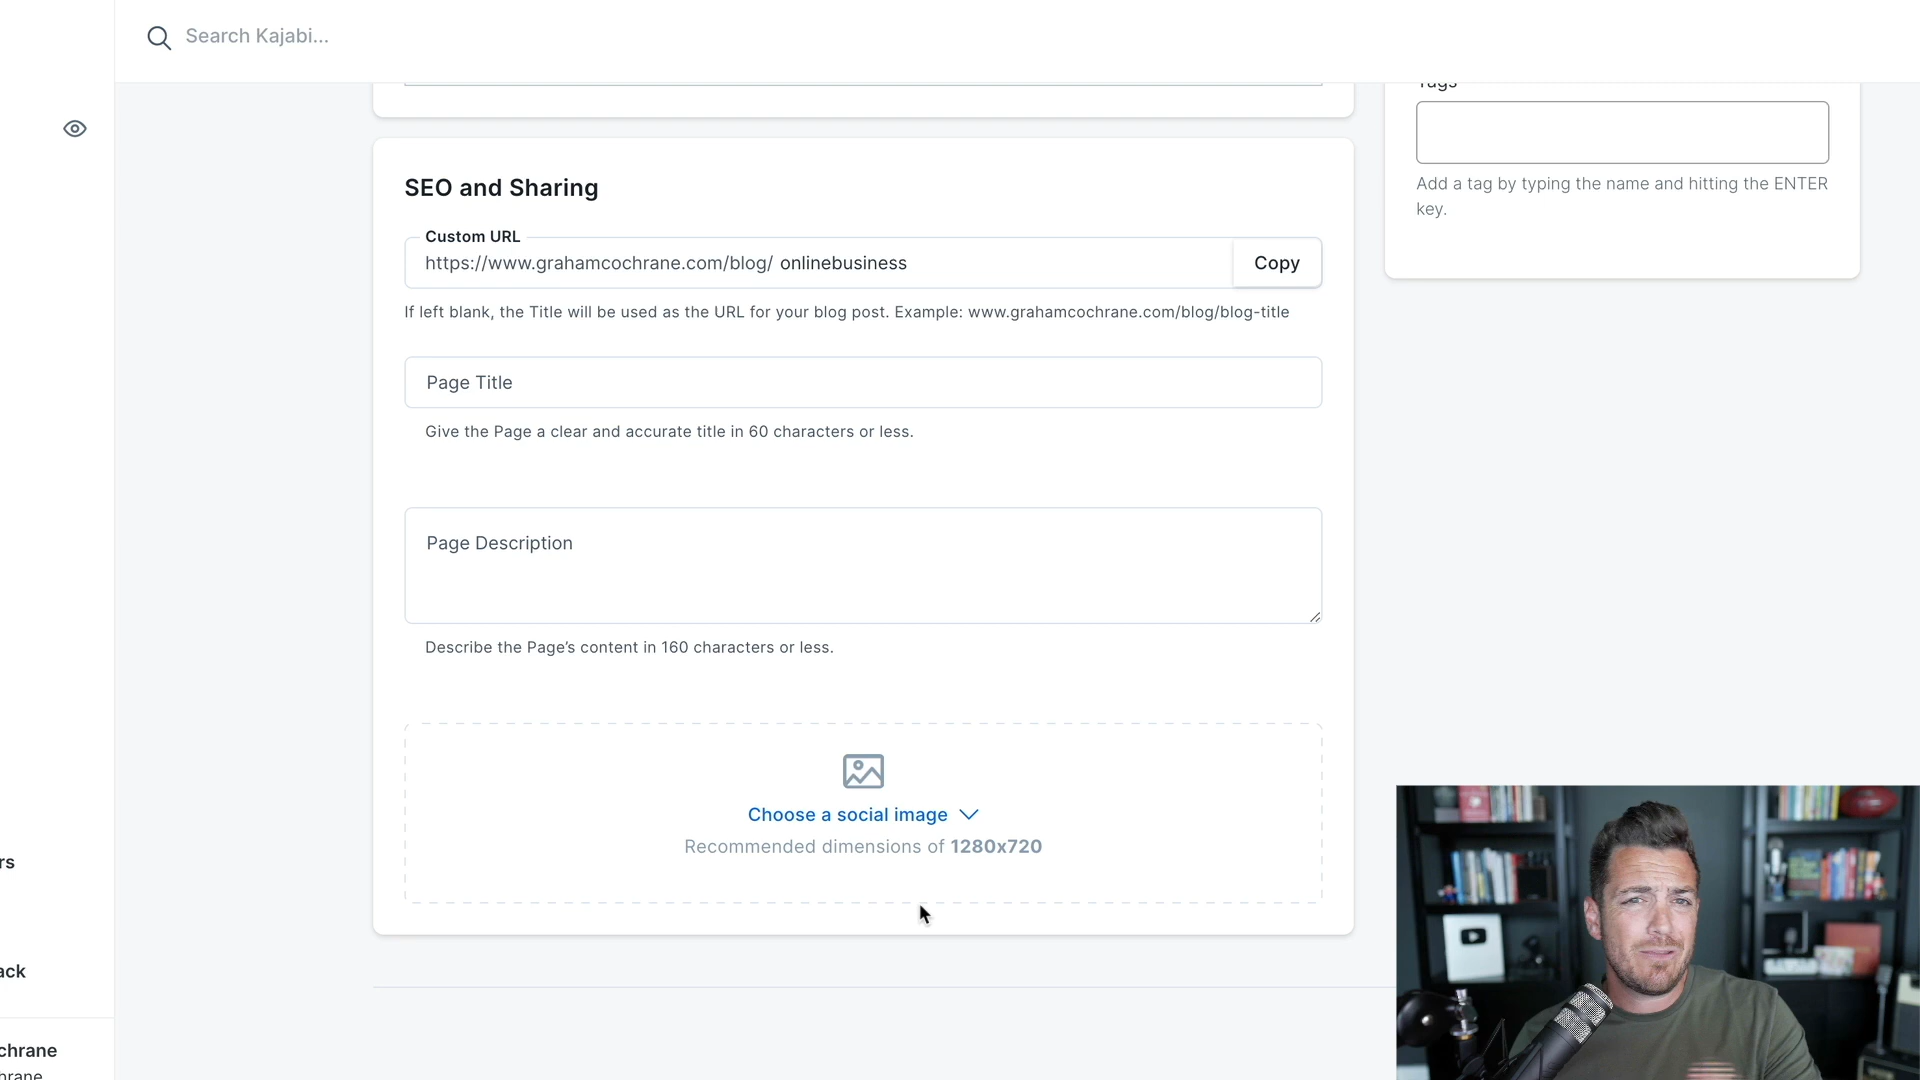 Search Kajabi...
Tags
Add a tag by typing the name and hitting the ENTER
key.
SEO and Sharing
Custom URL
https://www.grahamcochrane.com/blog/ onlinebusiness
Copy
If left blank, the Title will be used as the URL for your blog post. Example: www.grahamcochrane.com/blog/blog-title
Page Title
Give the Page a clear and accurate title in 60 characters or less.
Page Description
Describe the Page's content in 160 characters or less.
Choose a social image
Recommended dimensions of 1280x720
rs
ack
chrane
hrane